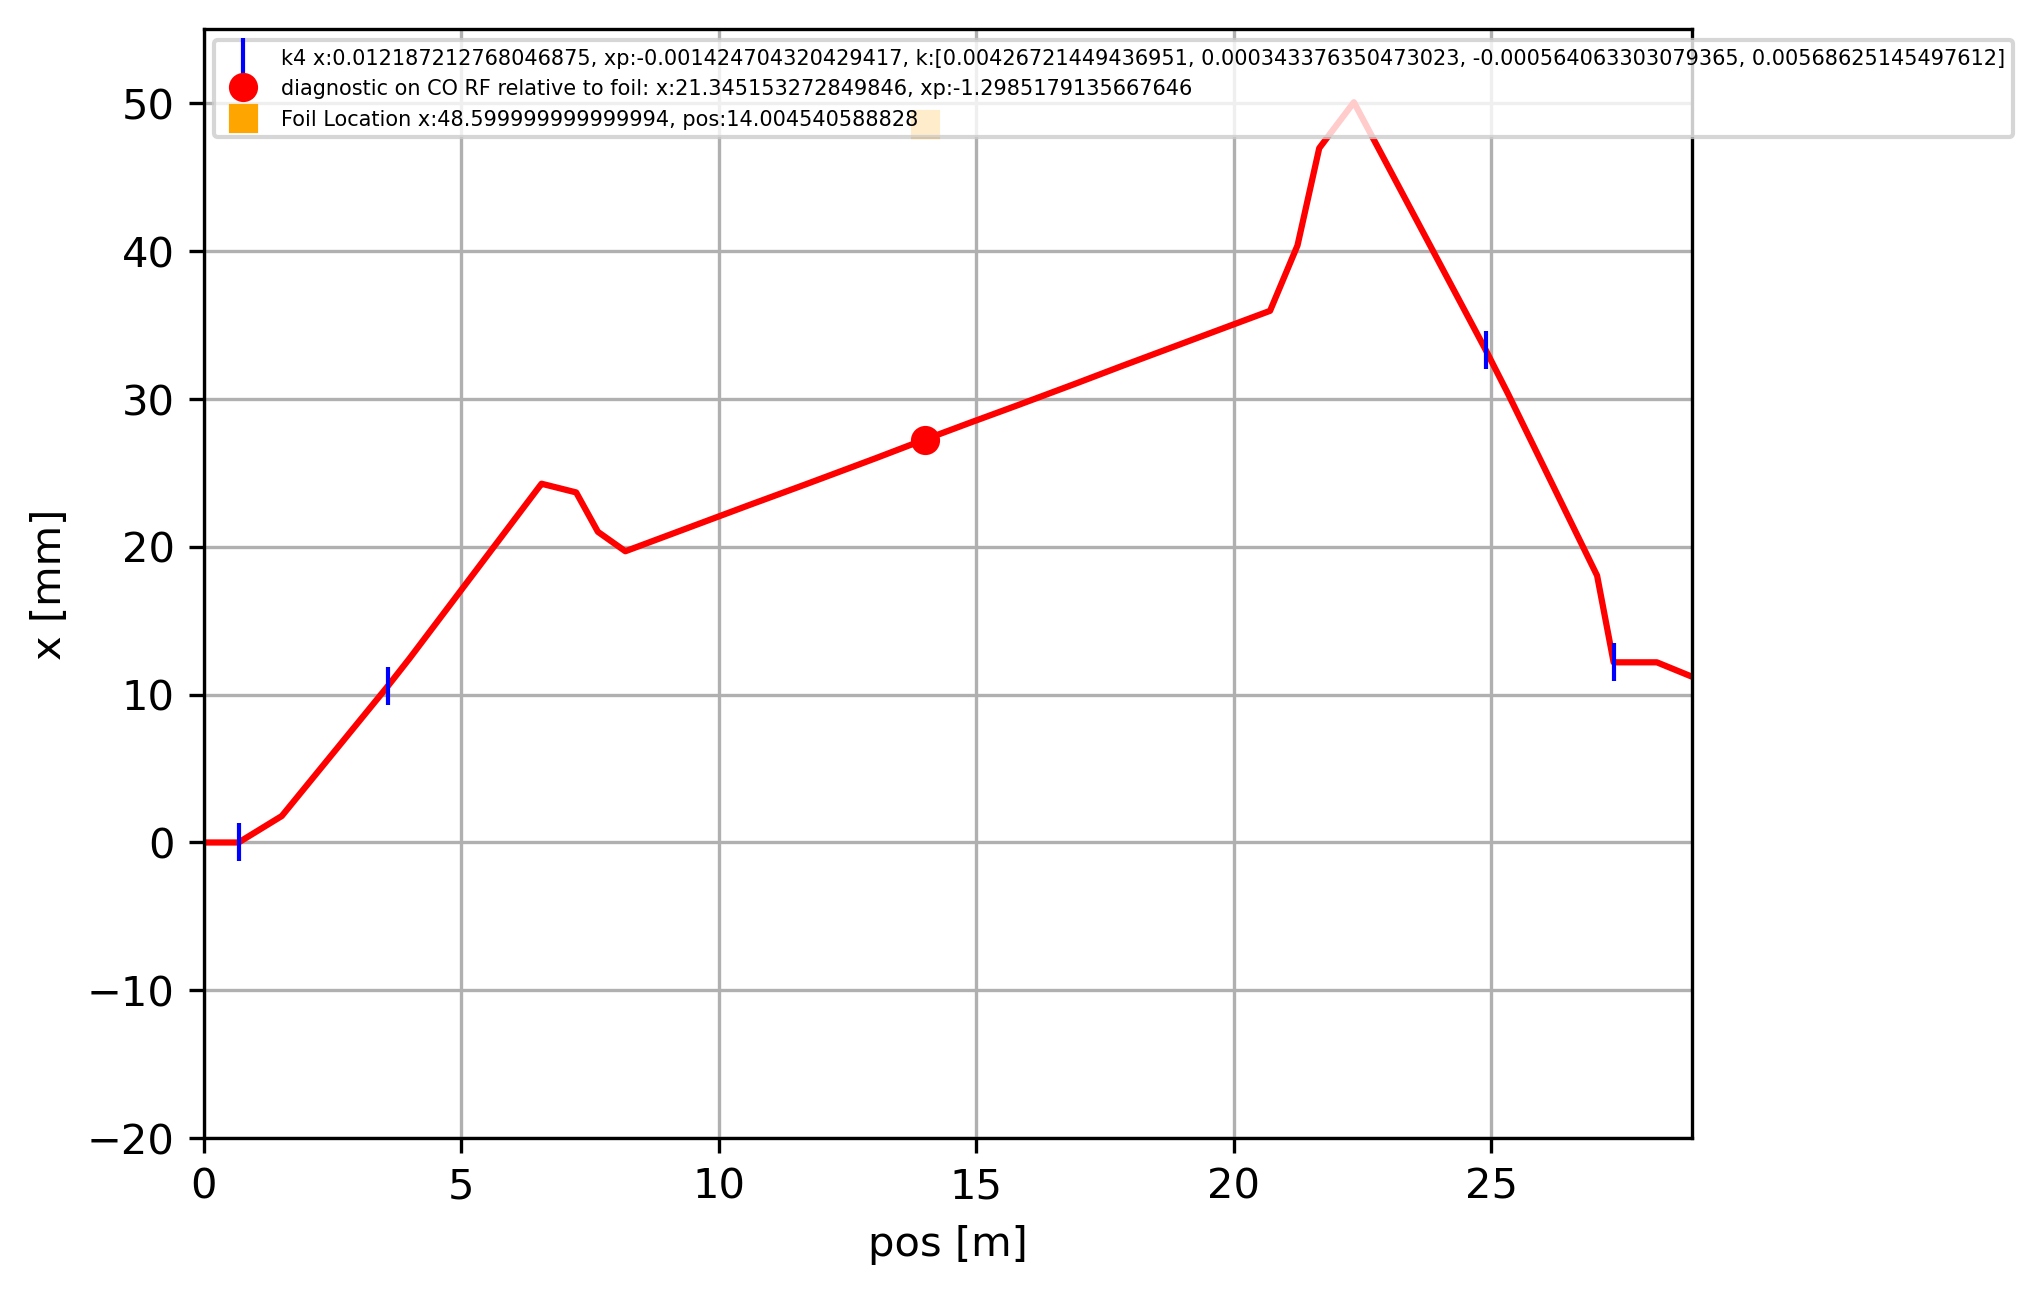 k4 x:0.012187212768046875, xp:-0.001424704320429417, k:[0.00426721449436951, 0.000343376350473023, -0.000564063303079365, 0.00568625145497612]
diagnostic on CO RF relative to foil: x:21.345153272849846, xp:-1.2985179135667646
Foil Location x:48.599999999999994, pos:14.004540588828
50
40
30
20
10
0
−10
−20
x [mm]
0 5 10 15 20 25
pos [m]